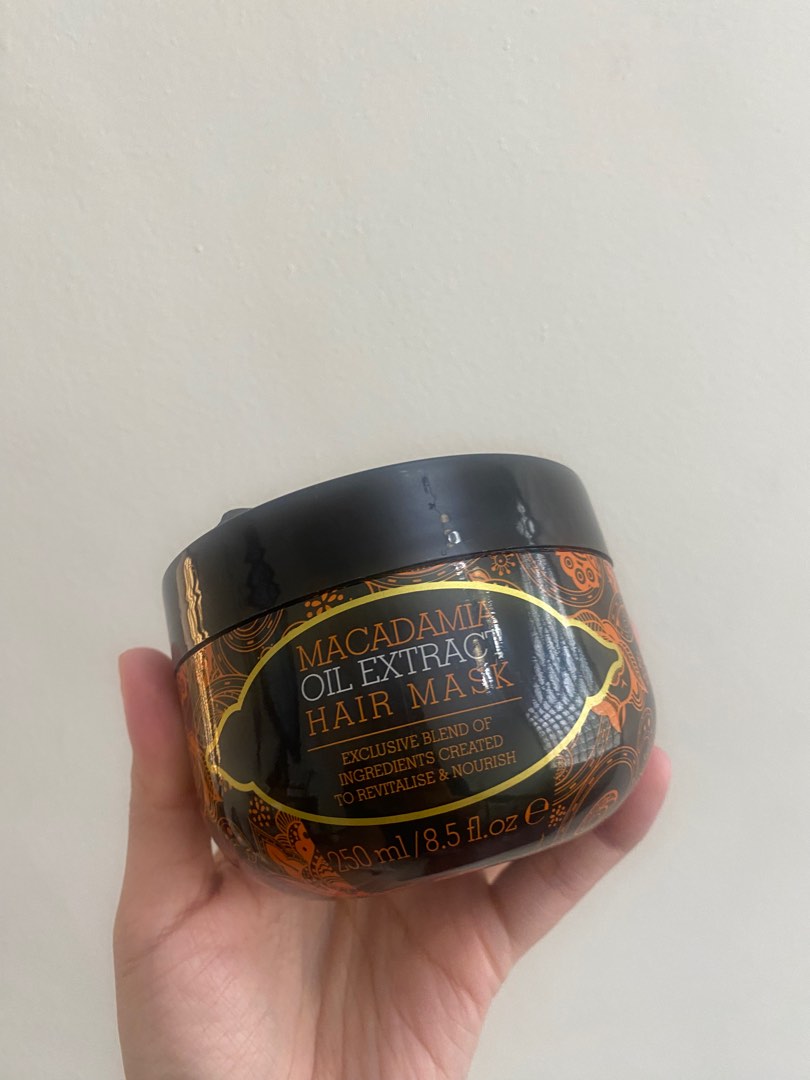 MACADAMIA
OIL EXTRACT
HAIR MASK
EXCLUSIVE BLEND OF
INGREDIENTS CREATED
TO REVITALISE & NOURISH
250 ml/8.5 fl.oz ℮